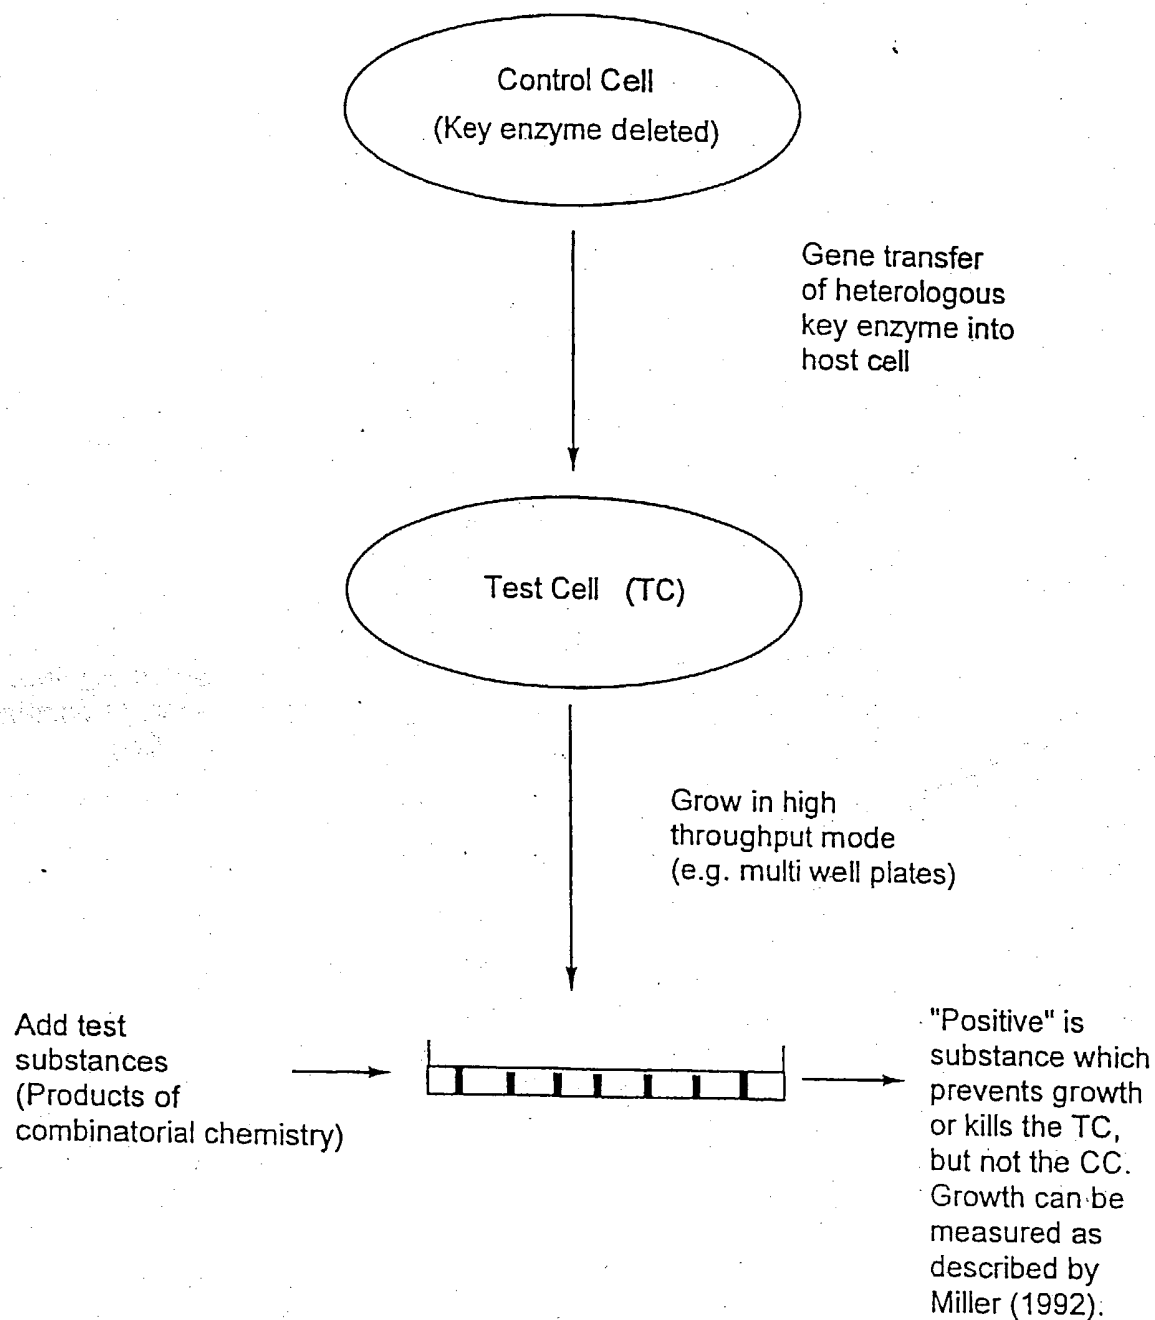 Control Cell
(Key enzyme deleted)
Gene transfer
of heterologous
key enzyme into
host cell
Test Cell (TC)
Grow in high
throughput mode
(e.g. multi well plates)
Add test
substances
(Products of
combinatorial chemistry)
"Positive" is
substance which
prevents growth
or kills the TC,
but not the CC.
Growth can be
measured as
described by
Miller (1992).